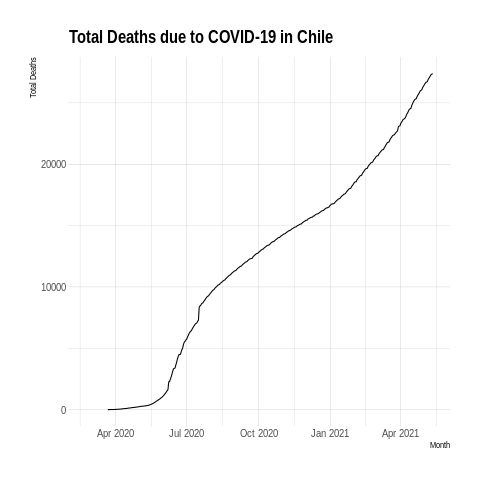 Total Deaths due to COVID-19 in Chile
Total Deaths
20000
10000
0
Apr 2020 Jul 2020 Oct 2020 Jan 2021 Apr 2021
Month